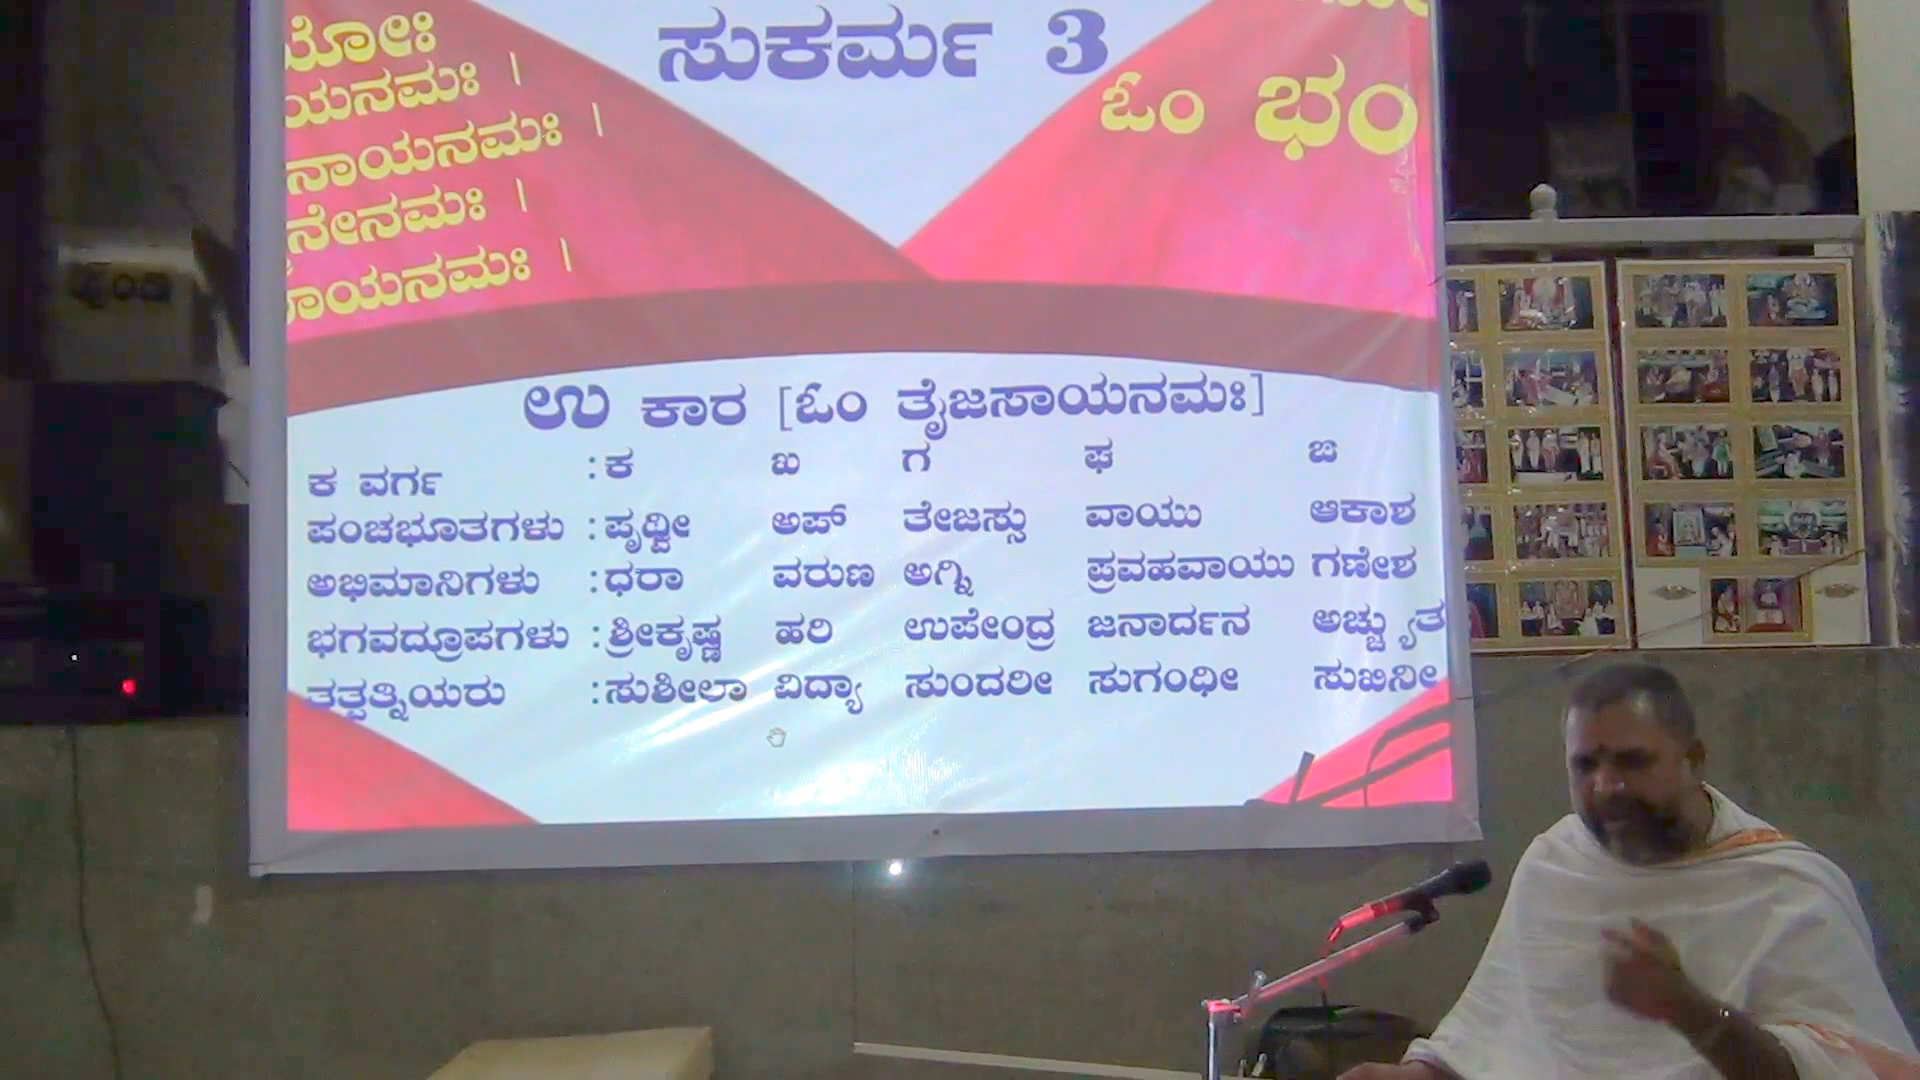 ಸುಕರ್ಮ 3
ಓಂ ಭಂ
ಯನಮಃ |
ನಾಯನಮಃ |
ನೇನಮಃ |
ರಾಯನಮಃ |
ಉ ಕಾರ [ಓಂ ತೈಜಸಾಯನಮಃ]
ಕ ವರ್ಗ : ಕ ಖ ಗ ಘ ಙ
ಪಂಚಭೂತಗಳು : ಪೃಥ್ವೀ ಅಪ್ ತೇಜಸ್ಸು ವಾಯು ಆಕಾಶ
ಅಭಿಮಾನಿಗಳು : ಧರಾ ವರುಣ ಅಗ್ನಿ ಪ್ರವಹವಾಯು ಗಣೇಶ
ಭಗವದ್ರೂಪಗಳು : ಶ್ರೀಕೃಷ್ಣ ಹರಿ ಉಪೇಂದ್ರ ಜನಾರ್ದನ ಅಚ್ಚ್ಯುತ
ತತ್ಪತ್ನಿಯರು : ಸುಶೀಲಾ ವಿದ್ಯಾ ಸುಂದರೀ ಸುಗಂಧೀ ಸುಖಿನೀ